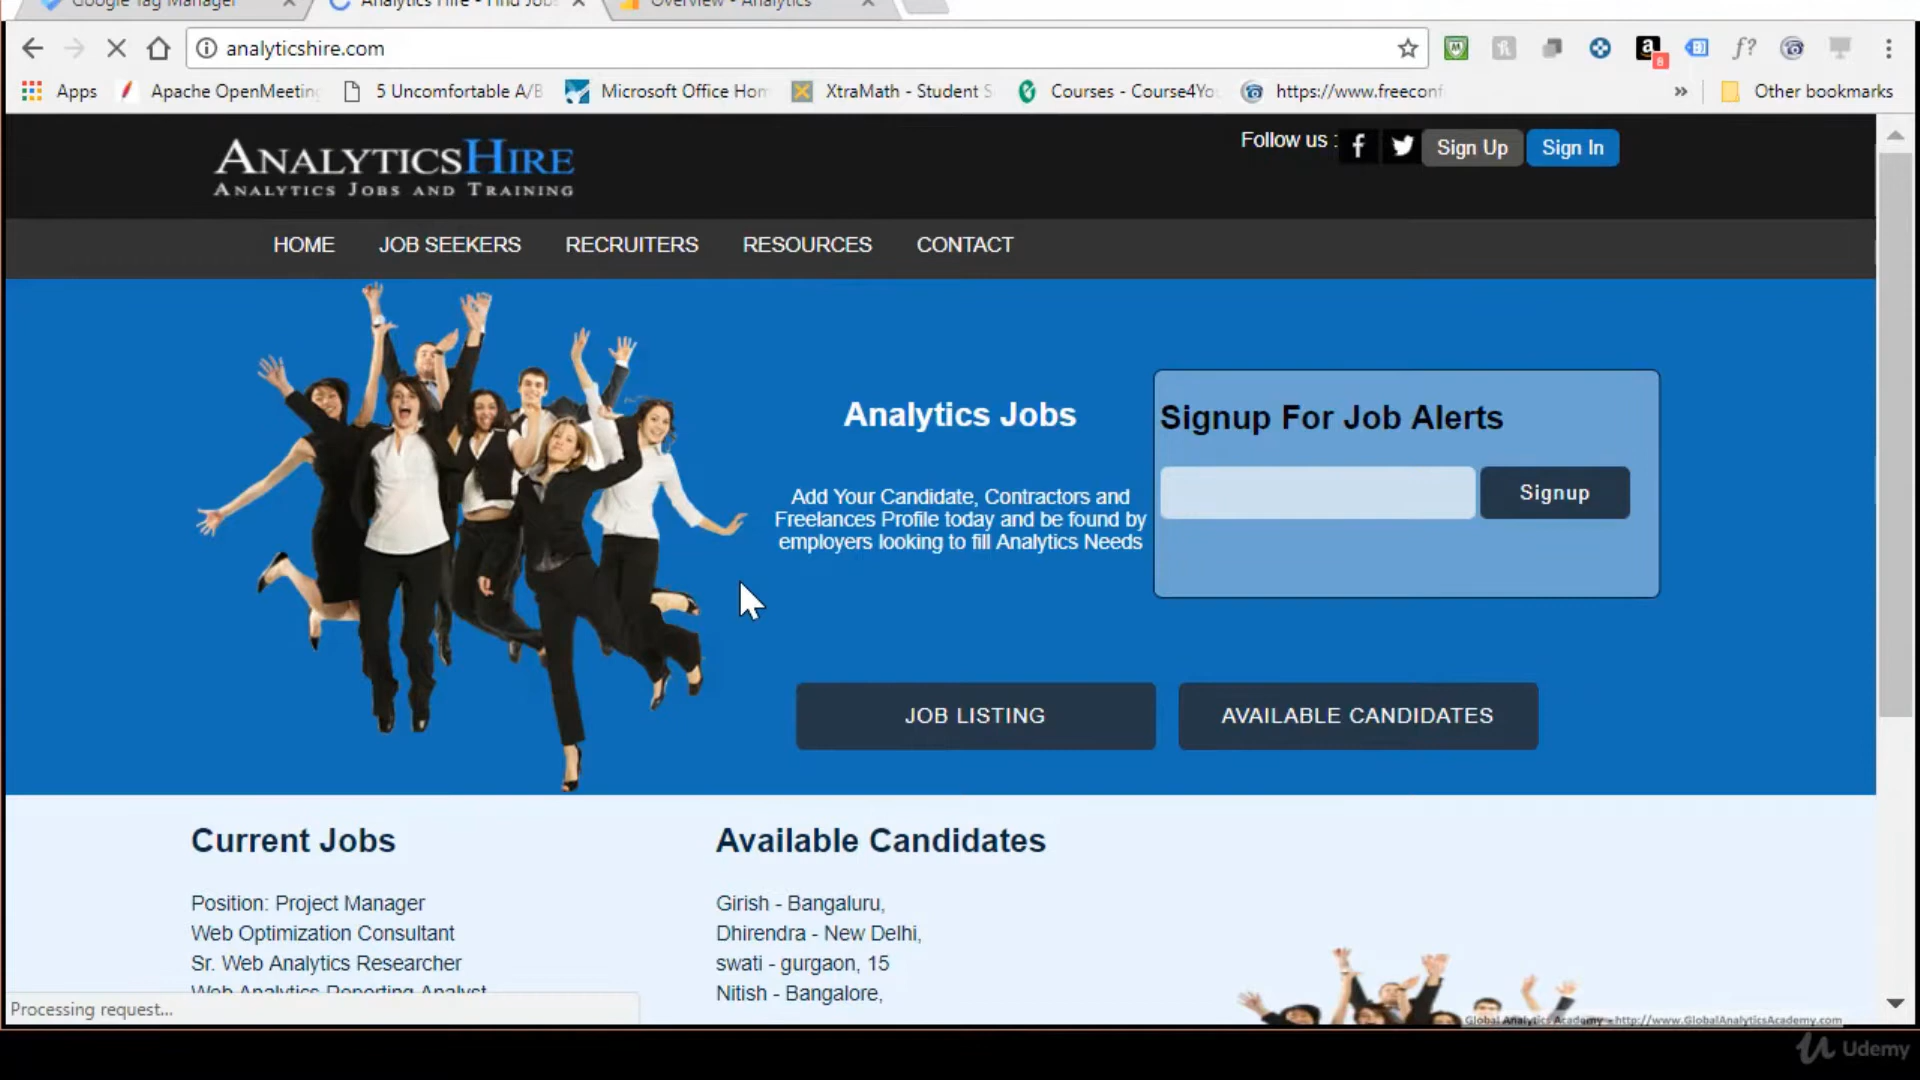 Google Tag Manager
Analytics Hire - Find Jobs
Overview - Analytics
analyticshire.com
8
f?
Apps
Apache OpenMeeting
5 Uncomfortable A/B
Microsoft Office Hom
XtraMath - Student S
Courses - Course4Yo
https://www.freeconf
»
Other bookmarks
ANALYTICSHIRE
ANALYTICS JOBS AND TRAINING
Follow us :
Sign Up
Sign In
HOME
JOB SEEKERS
RECRUITERS
RESOURCES
CONTACT
Analytics Jobs
Add Your Candidate, Contractors and
Freelances Profile today and be found by
employers looking to fill Analytics Needs
Signup For Job Alerts
Signup
JOB LISTING
AVAILABLE CANDIDATES
Current Jobs
Position: Project Manager
Web Optimization Consultant
Sr. Web Analytics Researcher
Web Analytics Reporting Analyst
Available Candidates
Girish - Bangaluru,
Dhirendra - New Delhi,
swati - gurgaon, 15
Nitish - Bangalore,
Processing request...
Global Analytics Academy - http://www.GlobalAnalyticsAcademy.com
Udemy